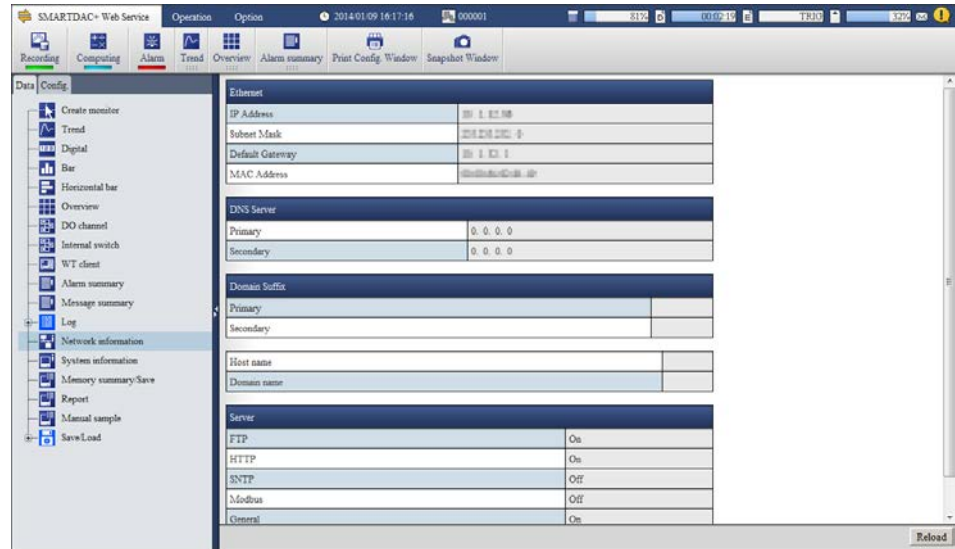 SMARTDAC+ Web Service Operation Option 2014/01/09 16:17:16 000001 81% 00:02:19 TRIO 32%
Recording Computing Alarm Trend Overview Alarm summary Print Config. Window Snapshot Window
Data Config.
Create monitor
Trend
Digital
Bar
Horizontal bar
Overview
DO channel
Internal switch
WT client
Alarm summary
Message summary
Log
Network information
System information
Memory summary/Save
Report
Manual sample
Save/Load
Ethernet
IP Address
Subnet Mask
Default Gateway
MAC Address
DNS Server
Primary 0. 0. 0. 0
Secondary 0. 0. 0. 0
Domain Suffix
Primary
Secondary
Host name
Domain name
Server
FTP On
HTTP On
SNTP Off
Modbus Off
General On
Reload